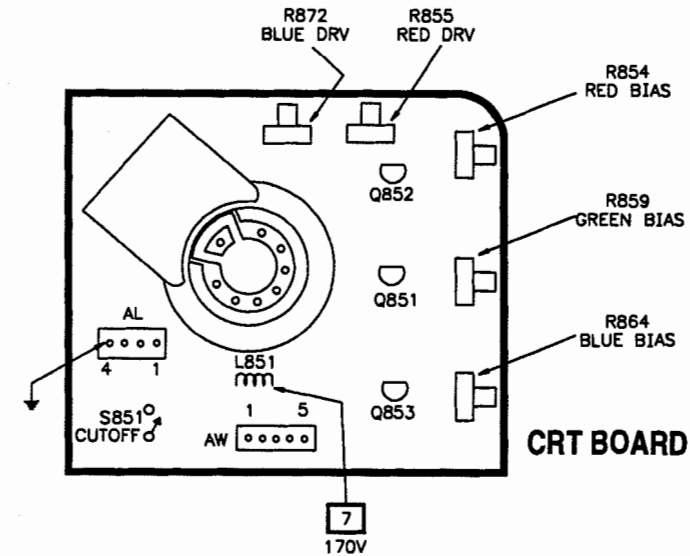 R872
BLUE DRV
R855
RED DRV
R854
RED BIAS
Q852
R859
GREEN BIAS
Q851
AL
4 1
R864
BLUE BIAS
L851
Q853
S851
CUTOFF
1 5
AW
CRT BOARD
7
170V